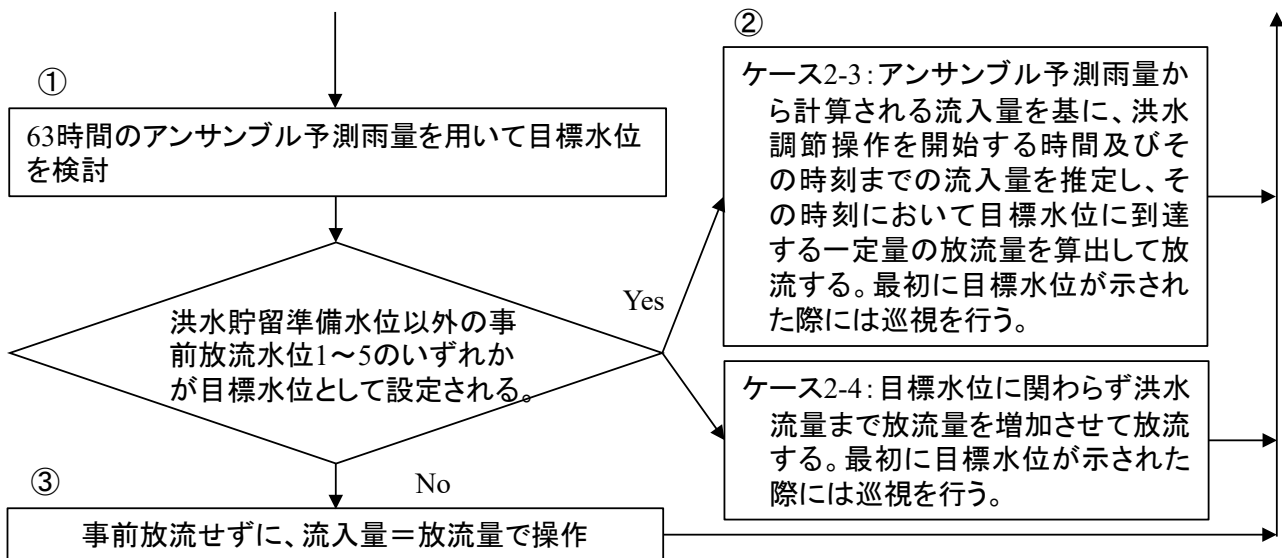 ①
63時間のアンサンブル予測雨量を用いて目標水位
を検討
洪水貯留準備水位以外の事
前放流水位1～5のいずれか
が目標水位として設定される。
Yes
No
②
ケース2-3：アンサンブル予測雨量か
ら計算される流入量を基に、洪水
調節操作を開始する時間及びそ
の時刻までの流入量を推定し、そ
の時刻において目標水位に到達
する一定量の放流量を算出して放
流する。最初に目標水位が示され
た際には巡視を行う。
ケース2-4：目標水位に関わらず洪水
流量まで放流量を増加させて放流
する。最初に目標水位が示された
際には巡視を行う。
③
事前放流せずに、流入量＝放流量で操作